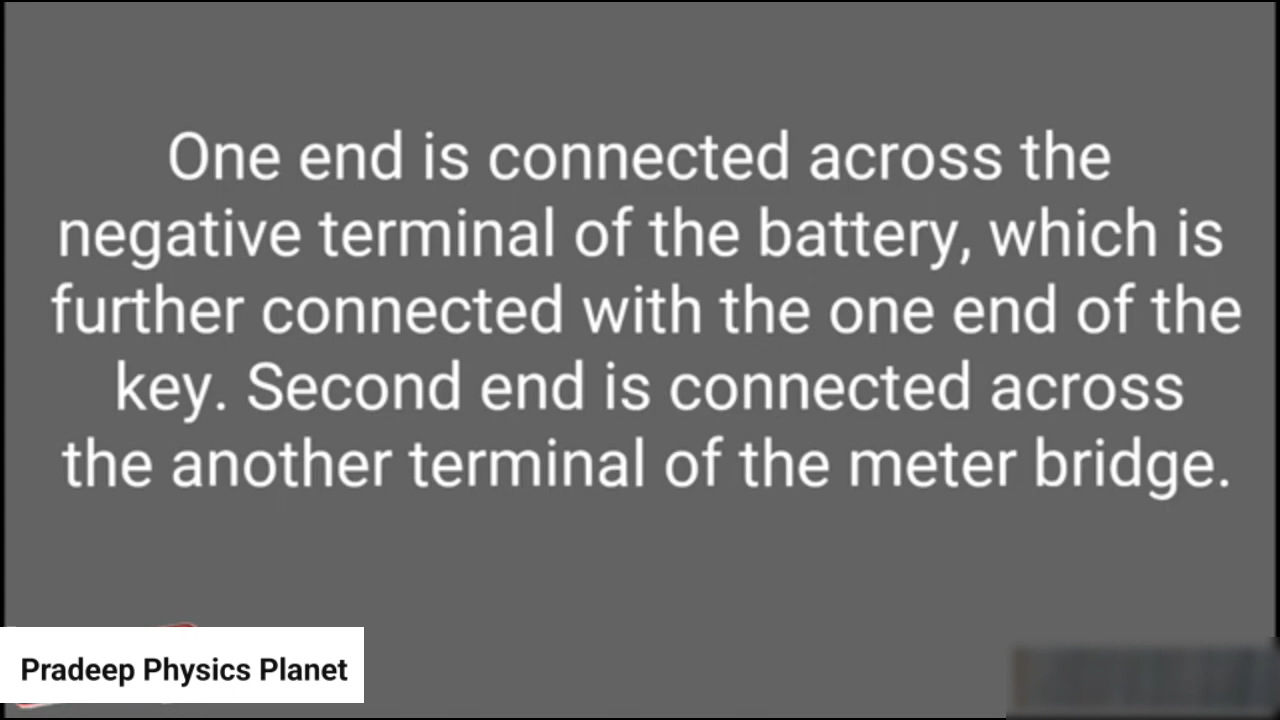 One end is connected across the
negative terminal of the battery, which is
further connected with the one end of the
key. Second end is connected across
the another terminal of the meter bridge.
Pradeep Physics Planet